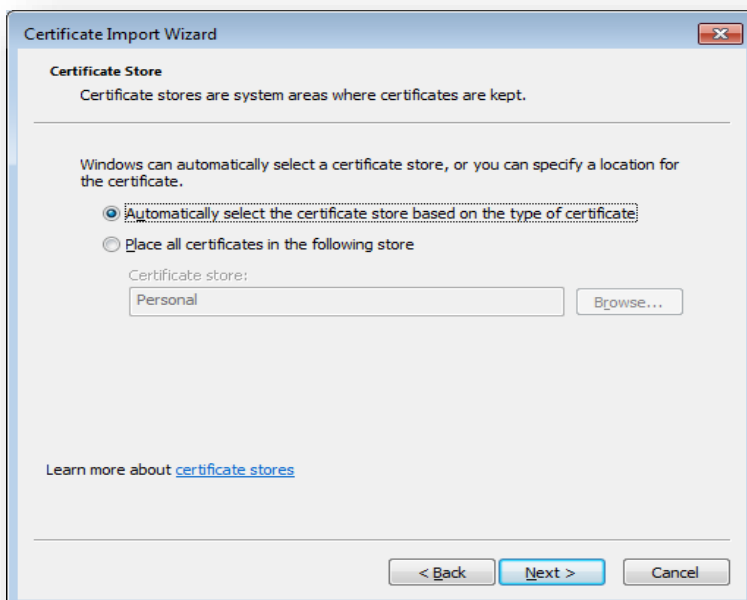 Certificate Import Wizard
Certificate Store
Certificate stores are system areas where certificates are kept.
Windows can automatically select a certificate store, or you can specify a location for
the certificate.
Automatically select the certificate store based on the type of certificate
Place all certificates in the following store
Certificate store:
Personal
Browse...
Learn more about certificate stores
< Back
Next >
Cancel